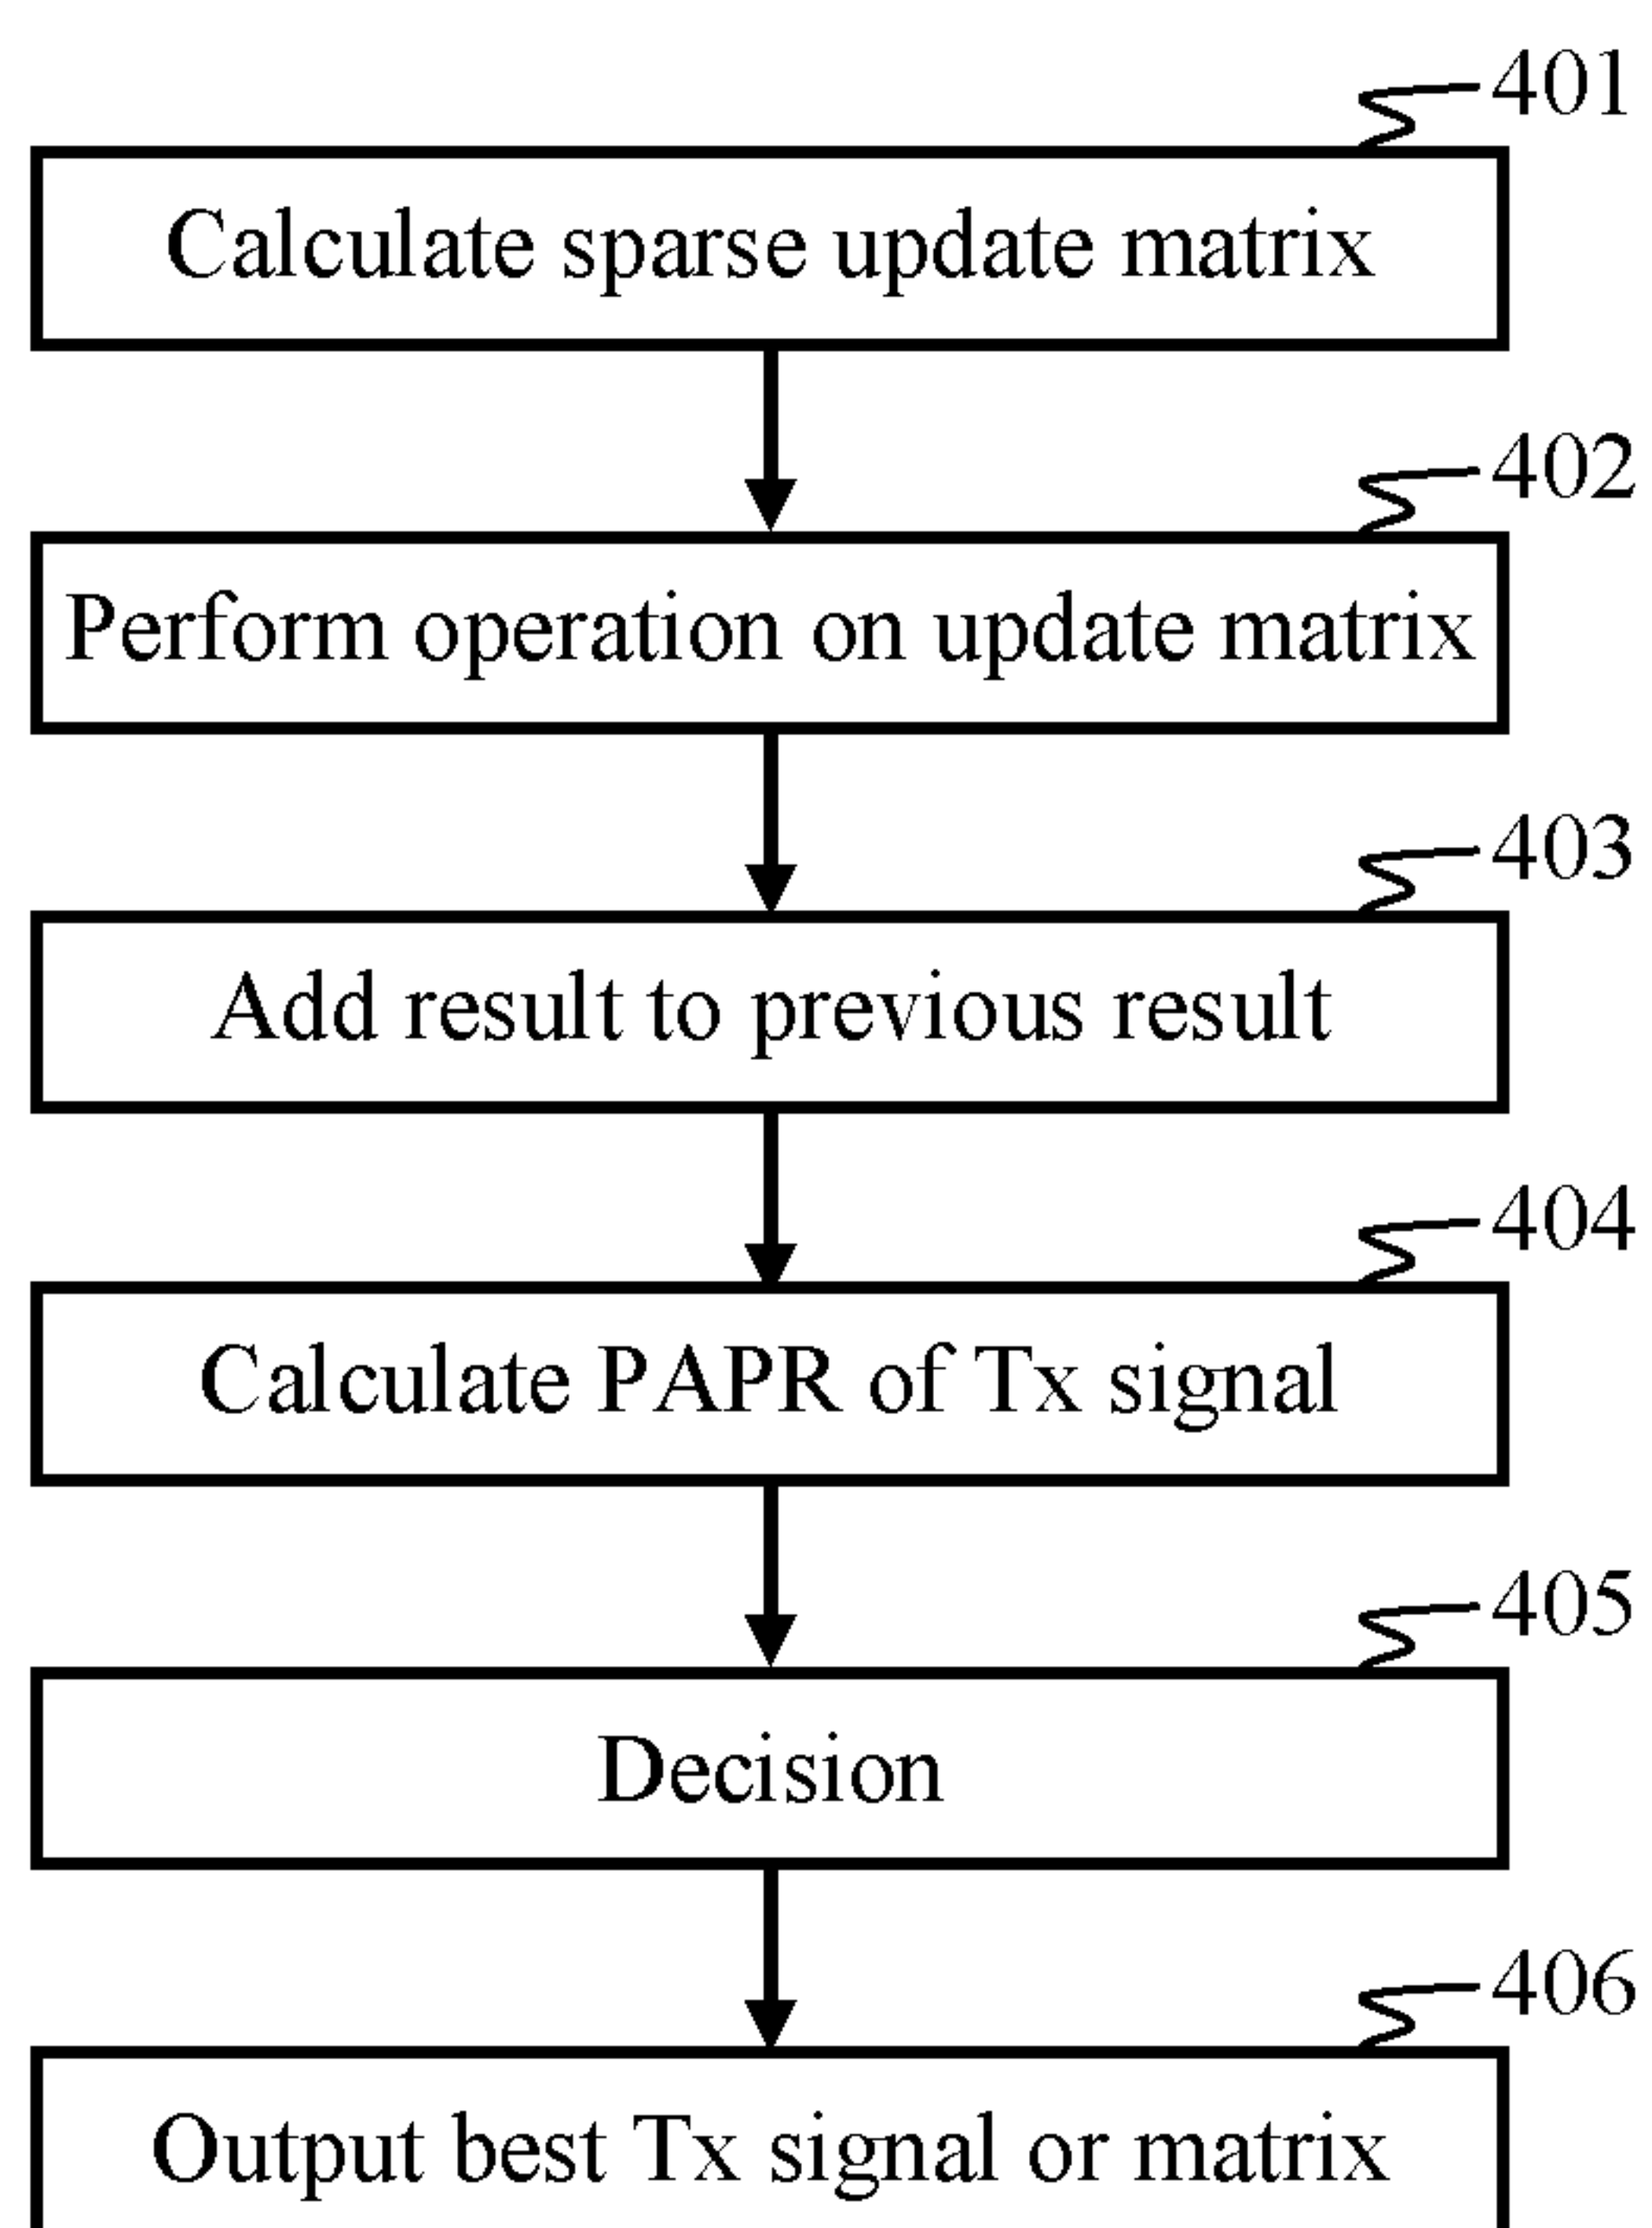 401
Calculate sparse update matrix
402
Perform operation on update matrix
403
Add result to previous result
404
Calculate PAPR of Tx signal
405
Decision
406
Output best Tx signal or matrix